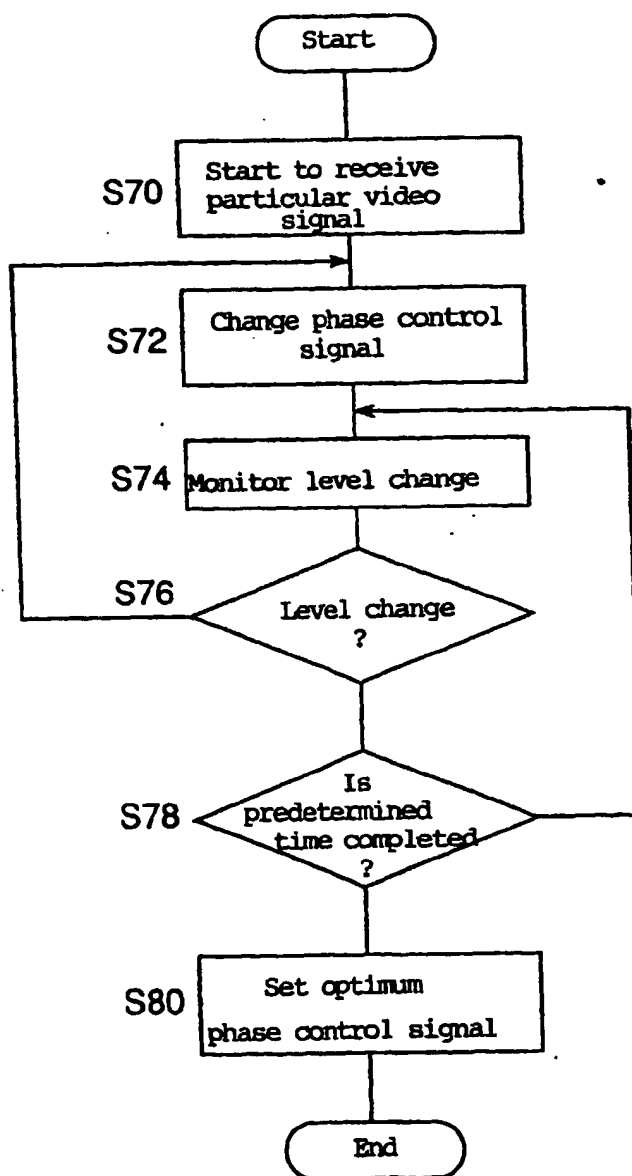 Start
S70
Start to receive
particular video
signal
S72
Change phase control
signal
S74
Monitor level change
S76
Level change
?
S78
Is
predetermined
time completed
?
S80
Set optimum
phase control signal
End